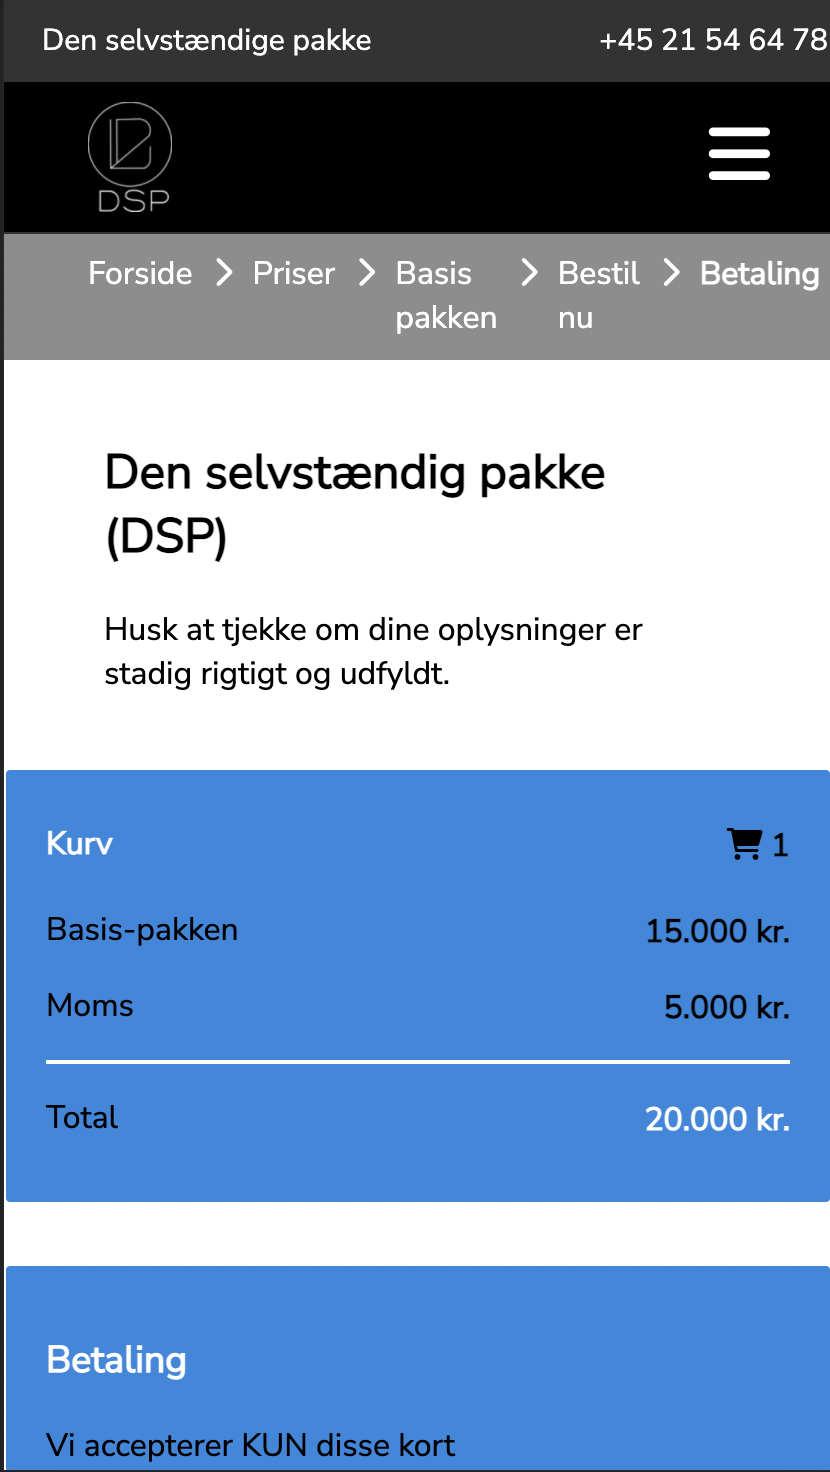 Den selvstændige pakke +45 21 54 64 78
DSP
Forside Priser Basis pakken Bestil nu Betaling
Den selvstændig pakke
(DSP)
Husk at tjekke om dine oplysninger er
stadig rigtigt og udfyldt.
Kurv 1
Basis-pakken 15.000 kr.
Moms 5.000 kr.
Total 20.000 kr.
Betaling
Vi accepterer KUN disse kort